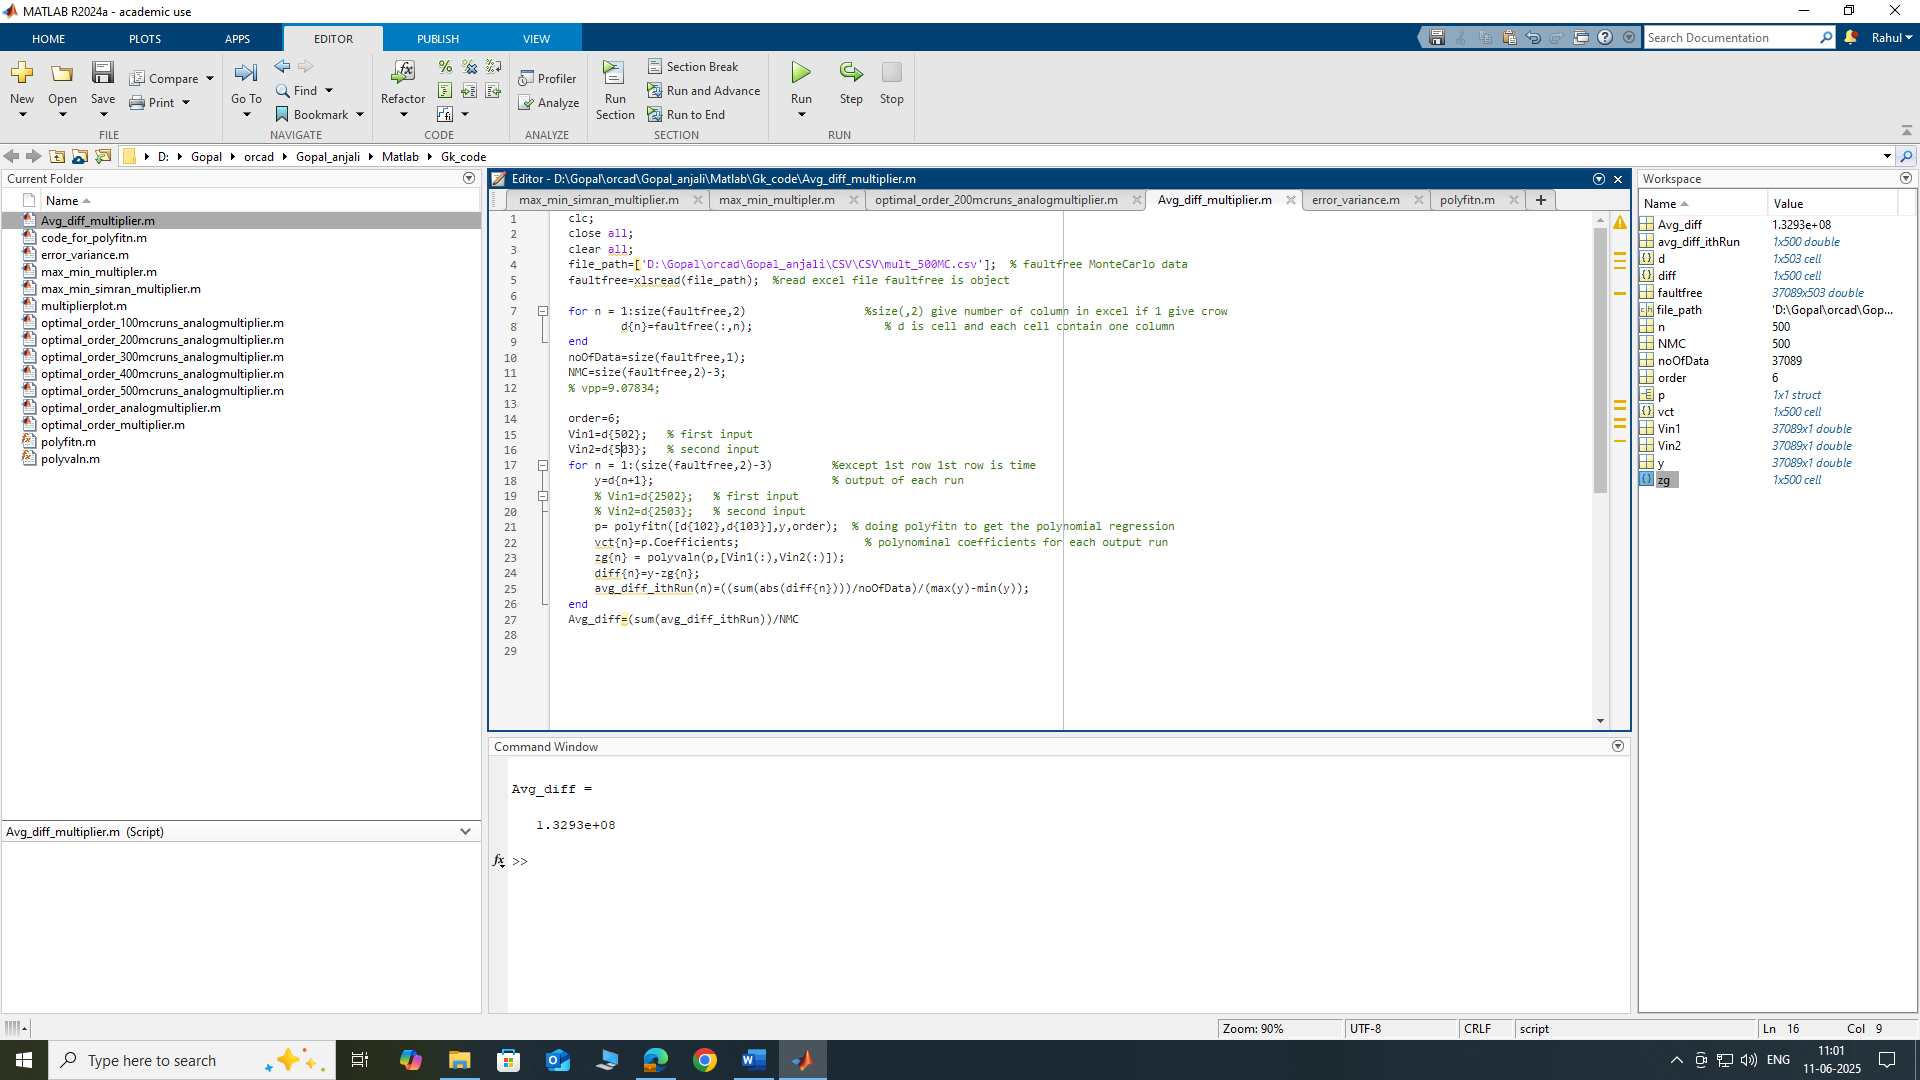 MATLAB R2024a - academic use
HOME PLOTS APPS EDITOR PUBLISH VIEW
Search Documentation
Rahul
New
Open
Save
Compare
Print
FILE
Go To
Find
Bookmark
NAVIGATE
Refactor
CODE
Profiler
Analyze
ANALYZE
Run Section
Section Break
Run and Advance
Run to End
SECTION
Run
Step
Stop
RUN
D: Gopal orcad Gopal_anjali Matlab Gk_code
Current Folder
Name
Avg_diff_multiplier.m
code_for_polyfitn.m
error_variance.m
max_min_multipler.m
max_min_simran_multiplier.m
multiplierplot.m
optimal_order_100mcruns_analogmultiplier.m
optimal_order_200mcruns_analogmultiplier.m
optimal_order_300mcruns_analogmultiplier.m
optimal_order_400mcruns_analogmultiplier.m
optimal_order_500mcruns_analogmultiplier.m
optimal_order_analogmultiplier.m
optimal_order_multiplier.m
polyfitn.m
polyvaln.m
Avg_diff_multiplier.m (Script)
Editor - D:\Gopal\orcad\Gopal_anjali\Matlab\Gk_code\Avg_diff_multiplier.m
max_min_simran_multiplier.m max_min_multipler.m optimal_order_200mcruns_analogmultiplier.m Avg_diff_multiplier.m error_variance.m polyfitn.m
1 clc;
2 close all;
3 clear all;
4 file_path=['D:\Gopal\orcad\Gopal_anjali\CSV\CSV\mult_500MC.csv']; % faultfree MonteCarlo data
5 faultfree=xlsread(file_path); %read excel file faultfree is object
6
7 for n = 1:size(faultfree,2) %size(,2) give number of column in excel if 1 give crow
8 d{n}=faultfree(:,n); % d is cell and each cell contain one column
9 end
10 noOfData=size(faultfree,1);
11 NMC=size(faultfree,2)-3;
12 % vpp=9.07834;
13
14 order=6;
15 Vin1=d{502}; % first input
16 Vin2=d{503}; % second input
17 for n = 1:(size(faultfree,2)-3) %except 1st row 1st row is time
18 y=d{n+1}; % output of each run
19 % Vin1=d{2502}; % first input
20 % Vin2=d{2503}; % second input
21 p= polyfitn([d{102},d{103}],y,order); % doing polyfitn to get the polynomial regression
22 vct{n}=p.Coefficients; % polynominal coefficients for each output run
23 zg{n} = polyvaln(p,[Vin1(:),Vin2(:)]);
24 diff{n}=y-zg{n};
25 avg_diff_ithRun(n)=((sum(abs(diff{n})))/noOfData)/(max(y)-min(y));
26 end
27 Avg_diff=(sum(avg_diff_ithRun))/NMC
28
29
Command Window
Avg_diff =
1.3293e+08
fx >>
Workspace
Name Value
Avg_diff 1.3293e+08
avg_diff_ithRun 1x500 double
d 1x503 cell
diff 1x500 cell
faultfree 37089x503 double
file_path 'D:\Gopal\orcad\Gop...
n 500
NMC 500
noOfData 37089
order 6
p 1x1 struct
vct 1x500 cell
Vin1 37089x1 double
Vin2 37089x1 double
y 37089x1 double
zg 1x500 cell
Zoom: 90% UTF-8 CRLF script Ln 16 Col 9
Type here to search
ENG
11:01
11-06-2025